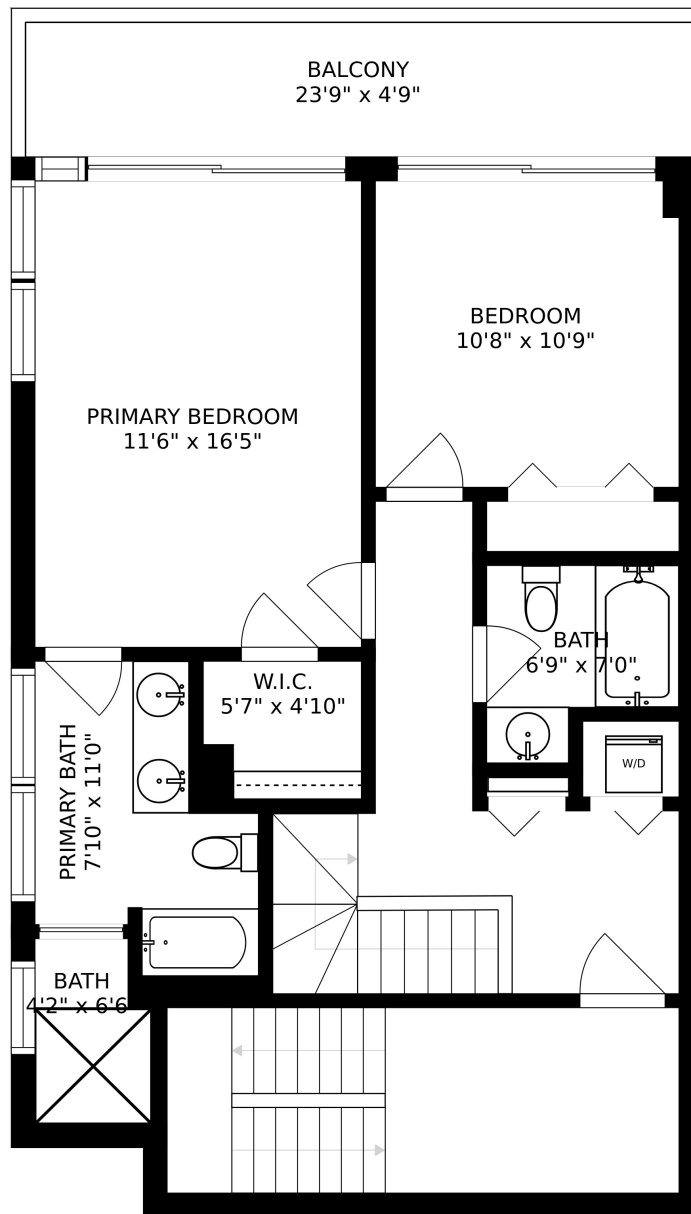 BALCONY
23'9" x 4'9"
BEDROOM
10'8" x 10'9"
PRIMARY BEDROOM
11'6" x 16'5"
BATH
6'9" x 7'0"
W.I.C.
5'7" x 4'10"
PRIMARY BATH
7'10" x 11'0"
W/D
BATH
4'2" x 6'6